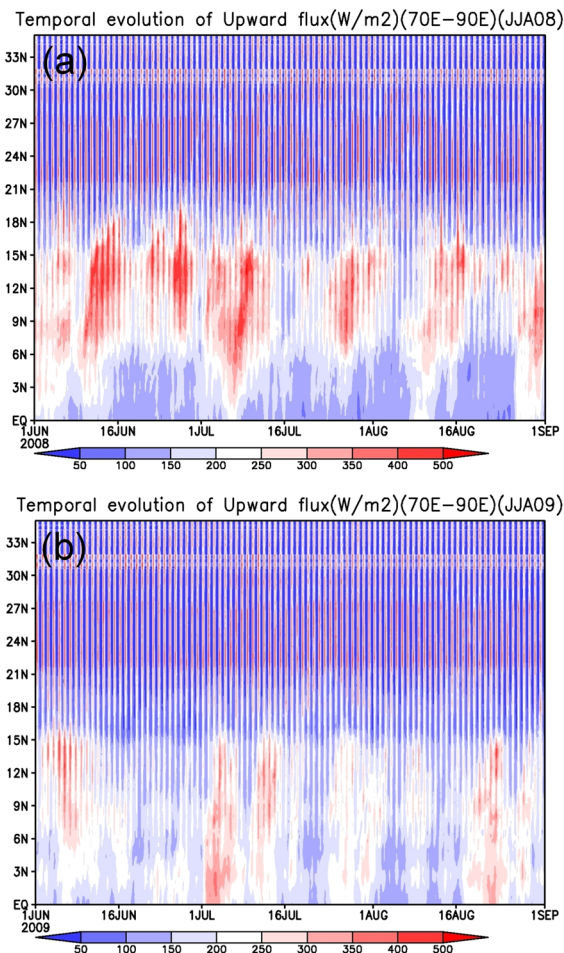 Temporal evolution of Upward flux(W/m2)(70E−90E)(JJA08)
(a)
33N
30N
27N
24N
21N
18N
15N
12N
9N
6N
3N
EQ
1JUN 16JUN 1JUL 16JUL 1AUG 16AUG 1SEP
2008
50 100 150 200 250 300 350 400 500
Temporal evolution of Upward flux(W/m2)(70E−90E)(JJA09)
(b)
33N
30N
27N
24N
21N
18N
15N
12N
9N
6N
3N
EQ
1JUN 16JUN 1JUL 16JUL 1AUG 16AUG 1SEP
2009
50 100 150 200 250 300 350 400 500